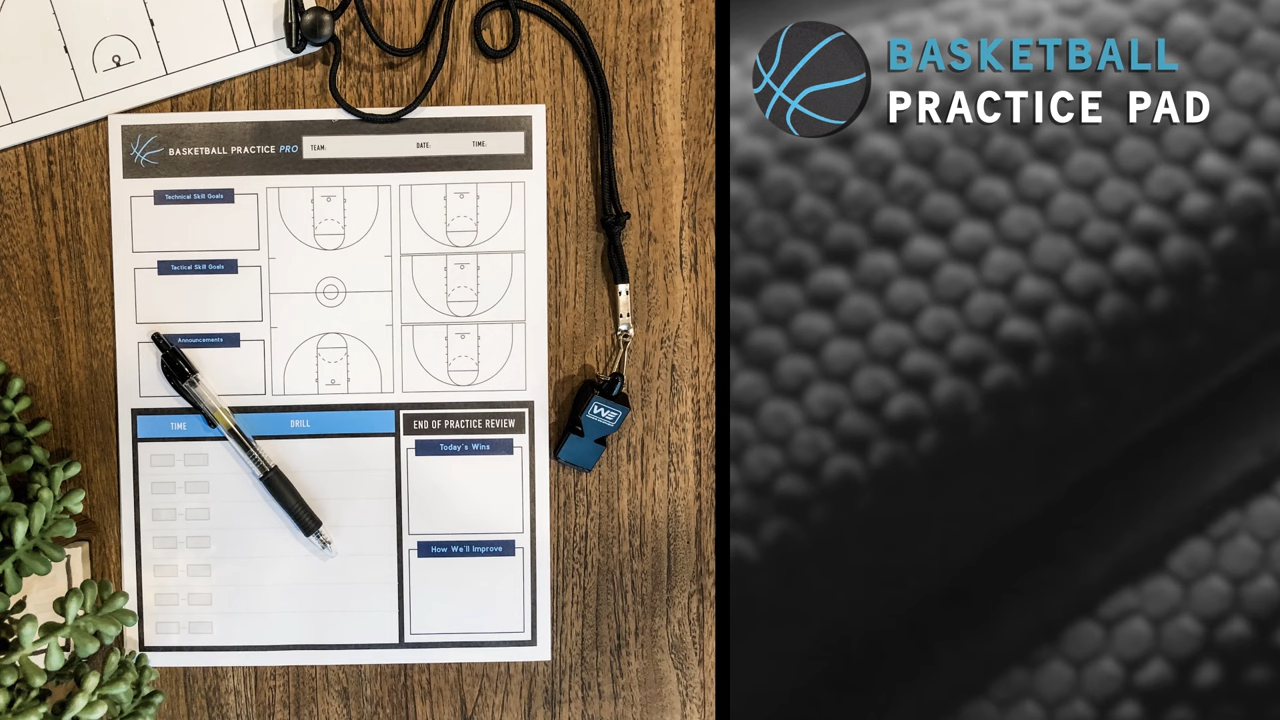 BASKETBALL PRACTICE PRO
TEAM:
DATE:
TIME:
Technical Skill Goals
Tactical Skill Goals
Announcements
TIME
DRILL
END OF PRACTICE REVIEW
Today's Wins
How We'll Improve
WE
BASKETBALL
PRACTICE PAD